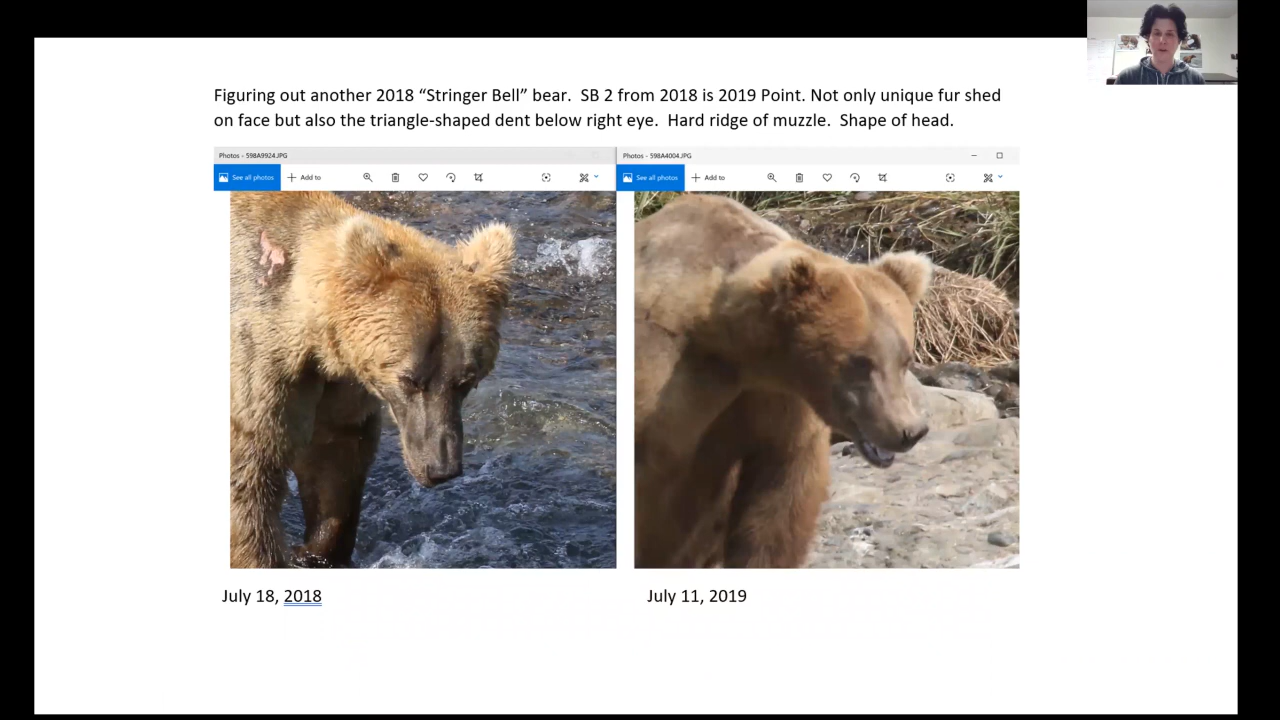 Figuring out another 2018 “Stringer Bell” bear.  SB 2 from 2018 is 2019 Point. Not only unique fur shed
on face but also the triangle-shaped dent below right eye.  Hard ridge of muzzle.  Shape of head.
Photos - 598A9924.JPG
Photos - 598A4004.JPG
See all photos
Add to
See all photos
Add to
July 18, 2018
July 11, 2019